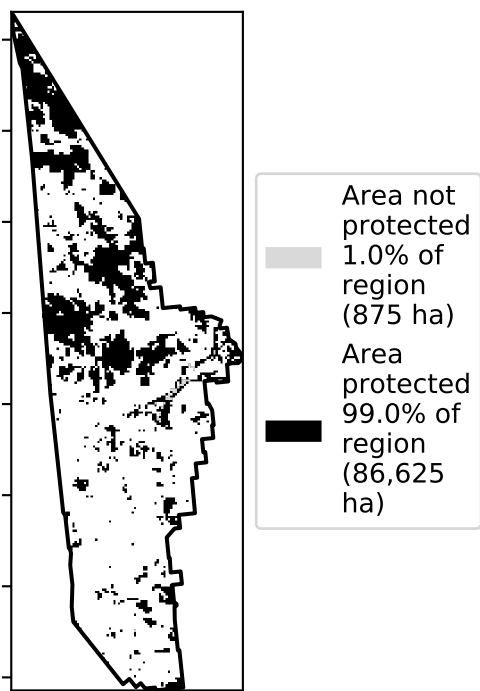 Area not
protected
1.0% of
region
(875 ha)
Area
protected
99.0% of
region
(86,625
ha)